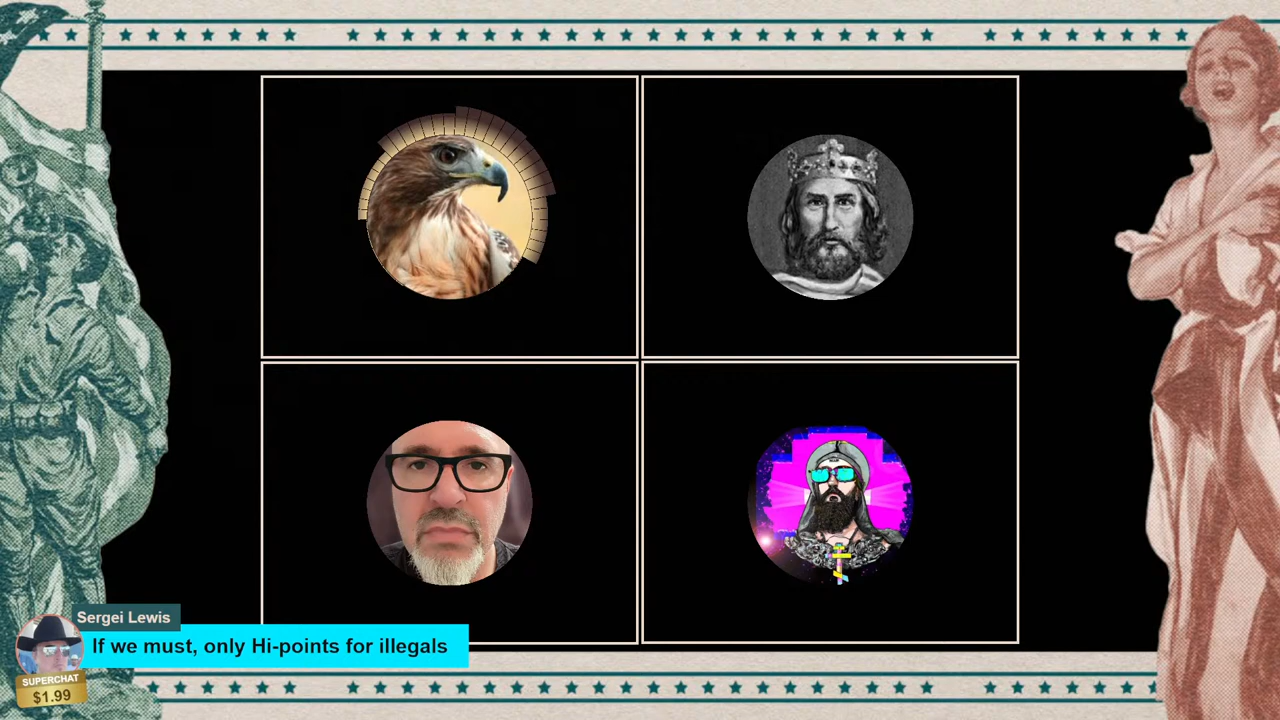 Sergei Lewis
If we must, only Hi-points for illegals
SUPERCHAT
$1.99